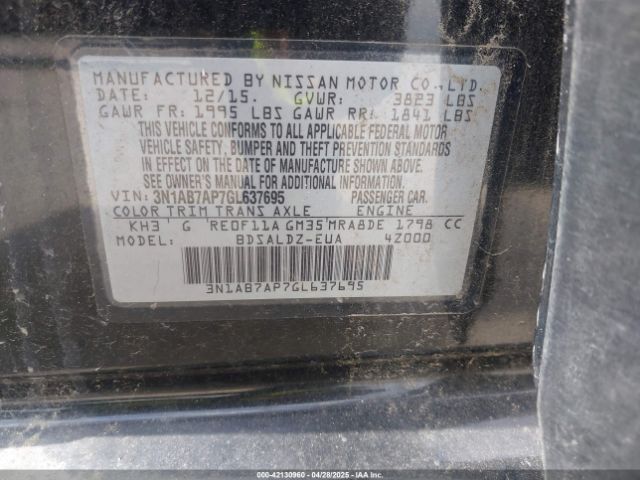 MANUFACTURED BY NISSAN MOTOR CO., LTD.
DATE: 12/15. GVWR: 3823 LBS
GAWR FR: 1995 LBS GAWR RR: 1841 LBS
THIS VEHICLE CONFORMS TO ALL APPLICABLE FEDERAL MOTOR
VEHICLE SAFETY, BUMPER AND THEFT PREVENTION STANDARDS
IN EFFECT ON THE DATE OF MANUFACTURE SHOWN ABOVE.
SEE OWNER'S MANUAL FOR ADDITIONAL INFORMATION.
VIN: 3N1AB7AP7GL637695 PASSENGER CAR.
COLOR TRIM TRANS AXLE ENGINE
KH3 G RE0F11A GM35 MRA8DE 1798 CC
MODEL: BDSALDZ-EUA 4Z000
3N1AB7AP7GL637695
00-42130960 04/28/2025 IAA Inc.